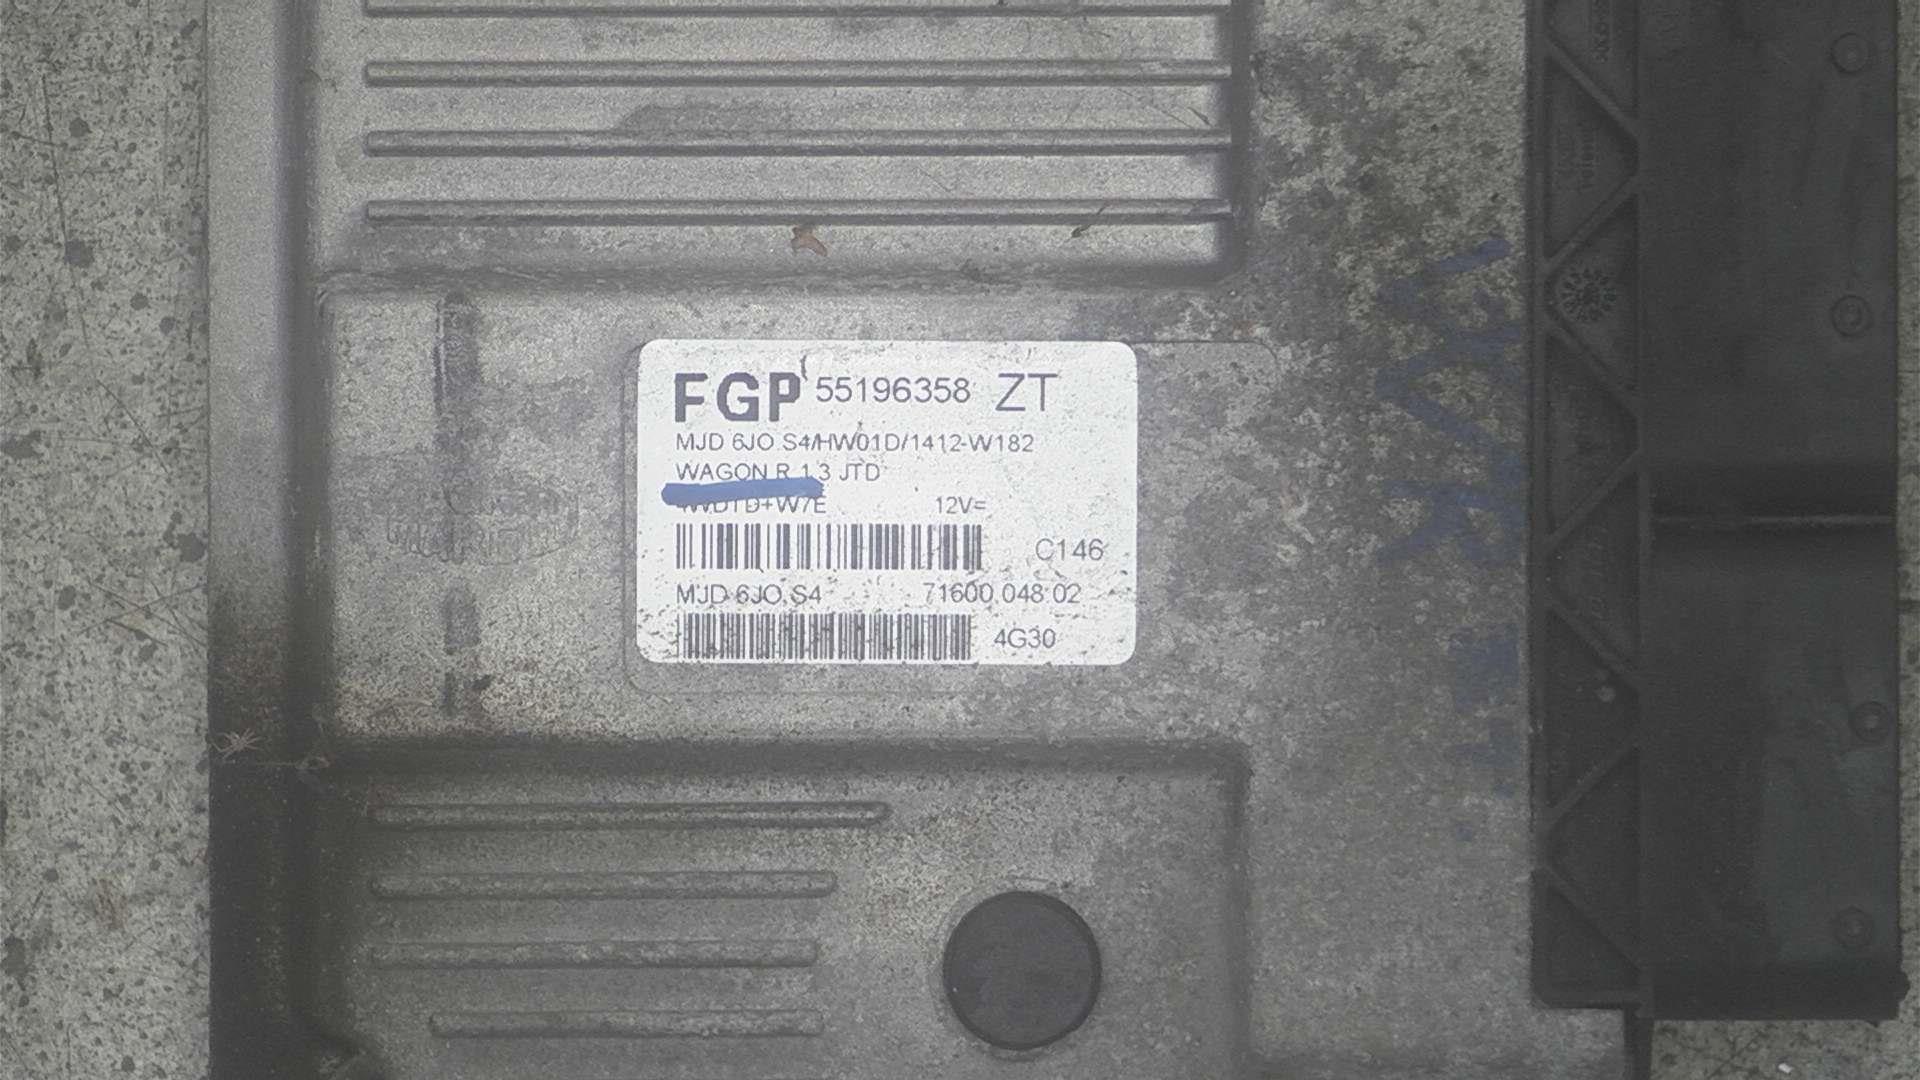 FGP 55196358 ZT
MJD 6JO.S4/HW01D/1412-W182
WAGON R 1.3 JTD
12V=
C146
MJD 6JO.S4 71600.048.02
4G30